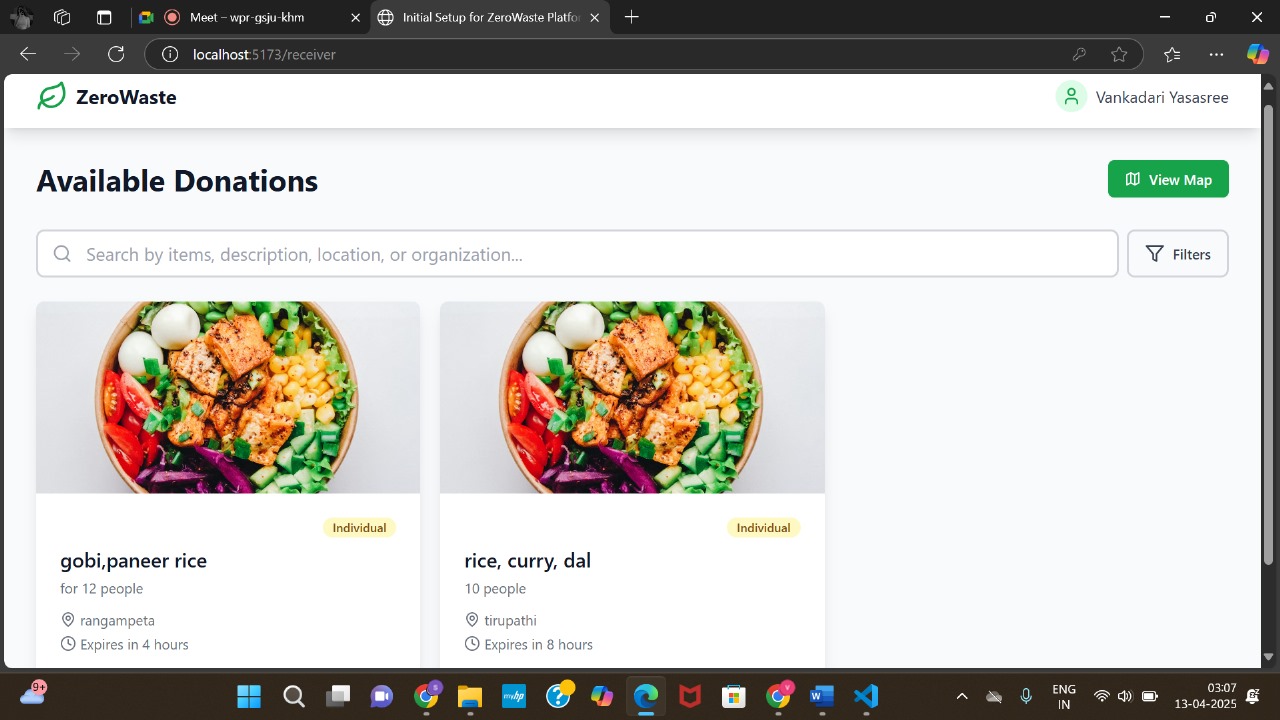 Meet – wpr-gsju-khm
Initial Setup for ZeroWaste Platfo
localhost:5173/receiver
ZeroWaste
Vankadari Yasasree
Available Donations
View Map
Search by items, description, location, or organization...
Filters
Individual
gobi,paneer rice
for 12 people
rangampeta
Expires in 4 hours
Individual
rice, curry, dal
10 people
tirupathi
Expires in 8 hours
9+
myhp
S
V
W
ENG
IN
03:07
13-04-2025